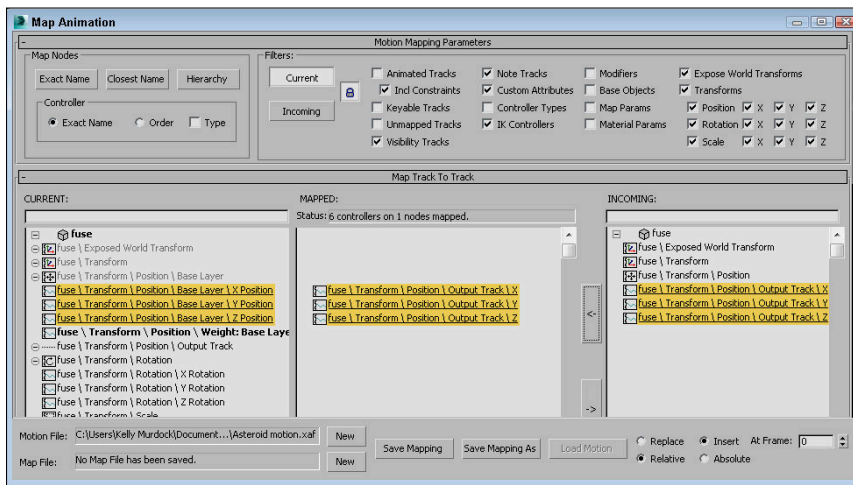 Map Animation
Motion Mapping Parameters
Map Nodes
Exact Name
Closest Name
Hierarchy
Controller
Exact Name
Order
Type
Filters:
Current
Incoming
Animated Tracks
Incl Constraints
Keyable Tracks
Unmapped Tracks
Visibility Tracks
Note Tracks
Custom Attributes
Controller Types
IK Controllers
Modifiers
Base Objects
Map Params
Material Params
Expose World Transforms
Transforms
Position X Y Z
Rotation X Y Z
Scale X Y Z
Map Track To Track
CURRENT:
fuse
fuse \ Exposed World Transform
fuse \ Transform
fuse \ Transform \ Position \ Base Layer
fuse \ Transform \ Position \ Base Layer \ X Position
fuse \ Transform \ Position \ Base Layer \ Y Position
fuse \ Transform \ Position \ Base Layer \ Z Position
fuse \ Transform \ Position \ Weight: Base Laye
fuse \ Transform \ Position \ Output Track
fuse \ Transform \ Rotation
fuse \ Transform \ Rotation \ X Rotation
fuse \ Transform \ Rotation \ Y Rotation
fuse \ Transform \ Rotation \ Z Rotation
fuse \ Transform \ Scale
MAPPED:
Status: 6 controllers on 1 nodes mapped.
fuse \ Transform \ Position \ Output Track \ X
fuse \ Transform \ Position \ Output Track \ Y
fuse \ Transform \ Position \ Output Track \ Z
<-
->
INCOMING:
fuse
fuse \ Exposed World Transform
fuse \ Transform
fuse \ Transform \ Position
fuse \ Transform \ Position \ Output Track \ X
fuse \ Transform \ Position \ Output Track \ Y
fuse \ Transform \ Position \ Output Track \ Z
Motion File: C:\Users\Kelly Murdock\Document...\Asteroid motion.xaf
New
Map File: No Map File has been saved.
New
Save Mapping
Save Mapping As
Load Motion
Replace
Insert
At Frame: 0
Relative
Absolute